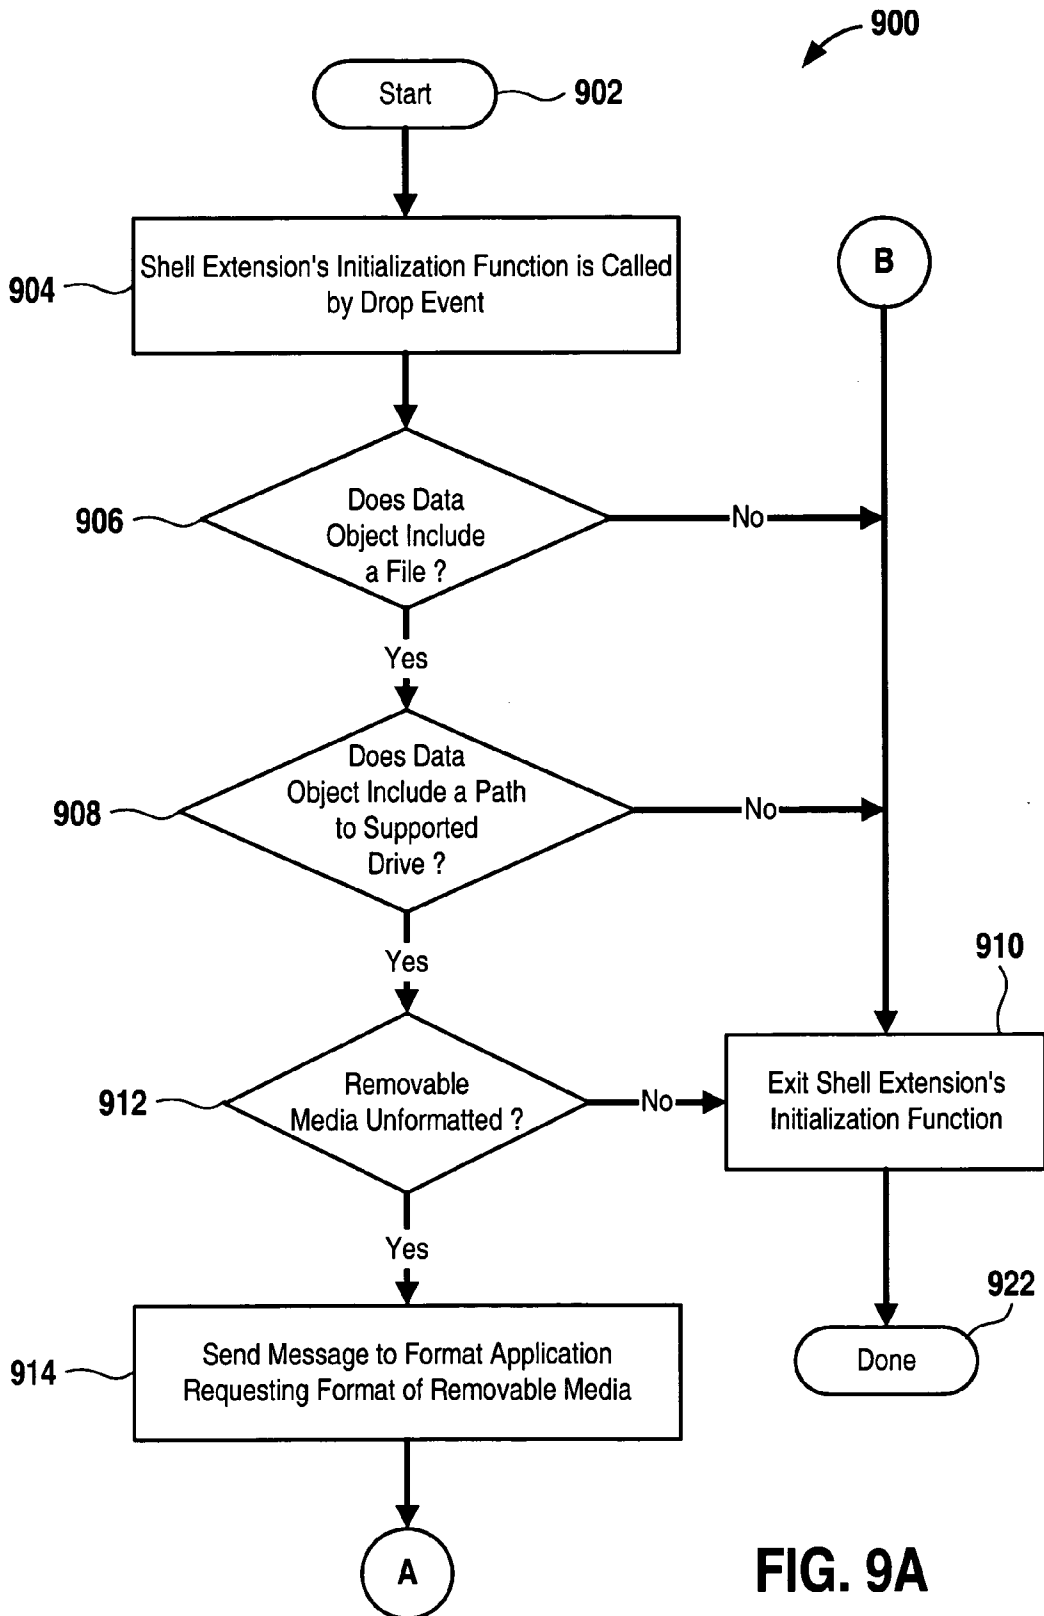 900
Start
902
Shell Extension's Initialization Function is Called
by Drop Event
904
B
Does Data
Object Include
a File ?
906
No
Yes
Does Data
Object Include a Path
to Supported
Drive ?
908
No
Yes
910
Removable
Media Unformatted ?
912
No
Exit Shell Extension's
Initialization Function
Yes
922
Send Message to Format Application
Requesting Format of Removable Media
914
Done
A
FIG. 9A